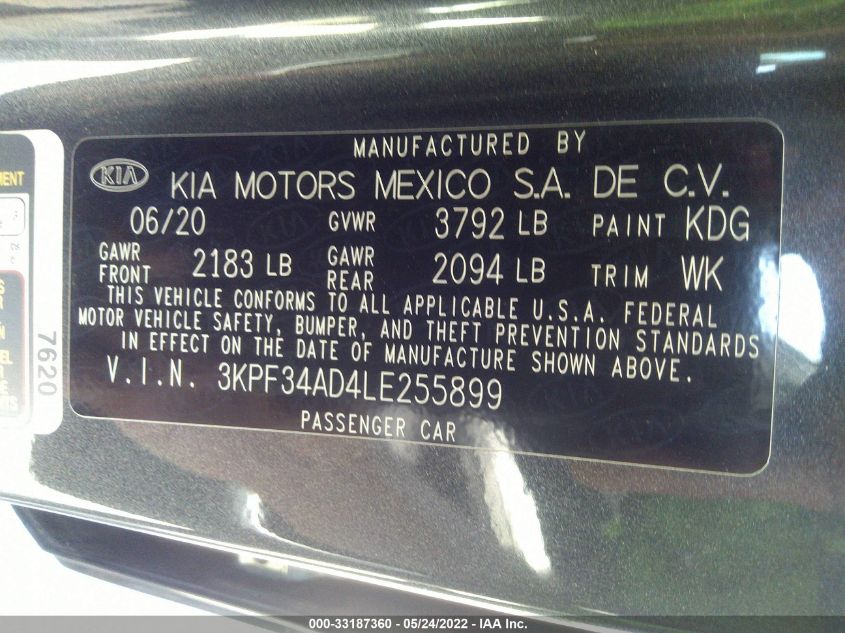 MANUFACTURED BY
KIA KIA MOTORS MEXICO S.A. DE C.V.
06/20 GVWR 3792 LB PAINT KDG
GAWR FRONT 2183 LB GAWR REAR 2094 LB TRIM WK
THIS VEHICLE CONFORMS TO ALL APPLICABLE U.S.A. FEDERAL
MOTOR VEHICLE SAFETY, BUMPER, AND THEFT PREVENTION STANDARDS
IN EFFECT ON THE DATE OF MANUFACTURE SHOWN ABOVE.
V.I.N. 3KPF34AD4LE255899
PASSENGER CAR
7620
000-33187360 - 05/24/2022 - IAA Inc.